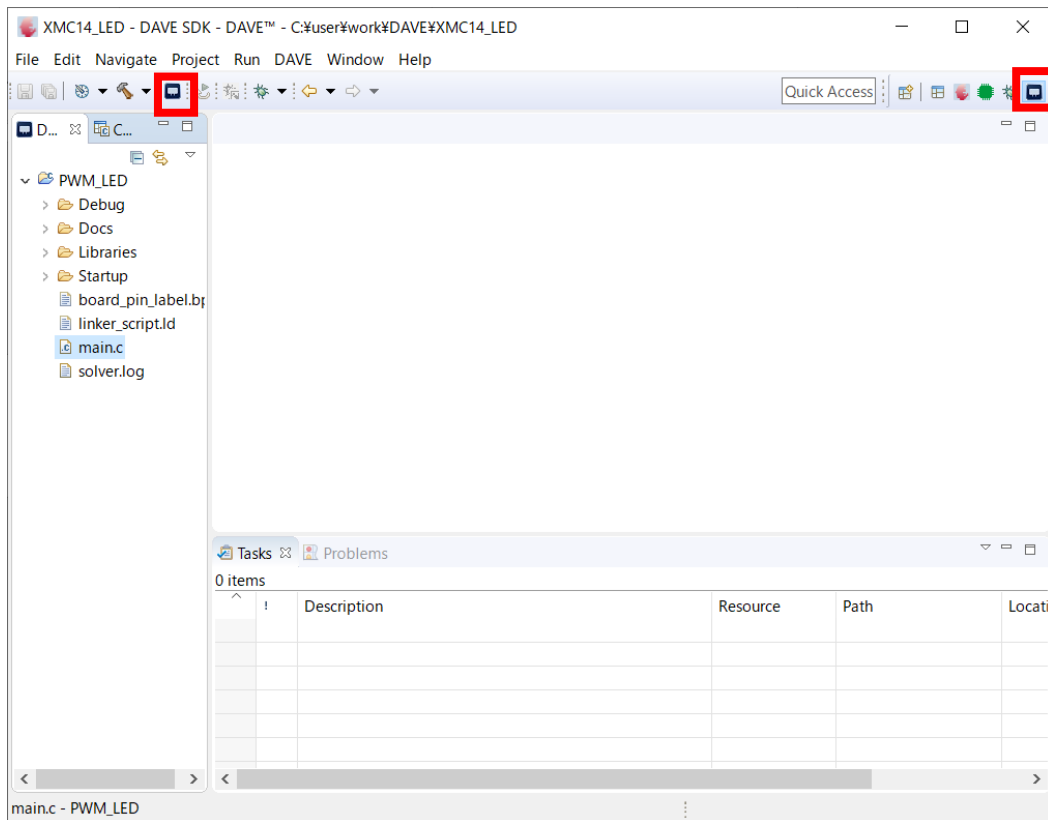 XMC14_LED - DAVE SDK - DAVE™ - C:¥user¥work¥DAVE¥XMC14_LED
File Edit Navigate Project Run DAVE Window Help
Quick Access
D... C...
PWM_LED
Debug
Docs
Libraries
Startup
board_pin_label.bp
linker_script.ld
main.c
solver.log
Tasks Problems
0 items
! Description Resource Path Locati
main.c - PWM_LED